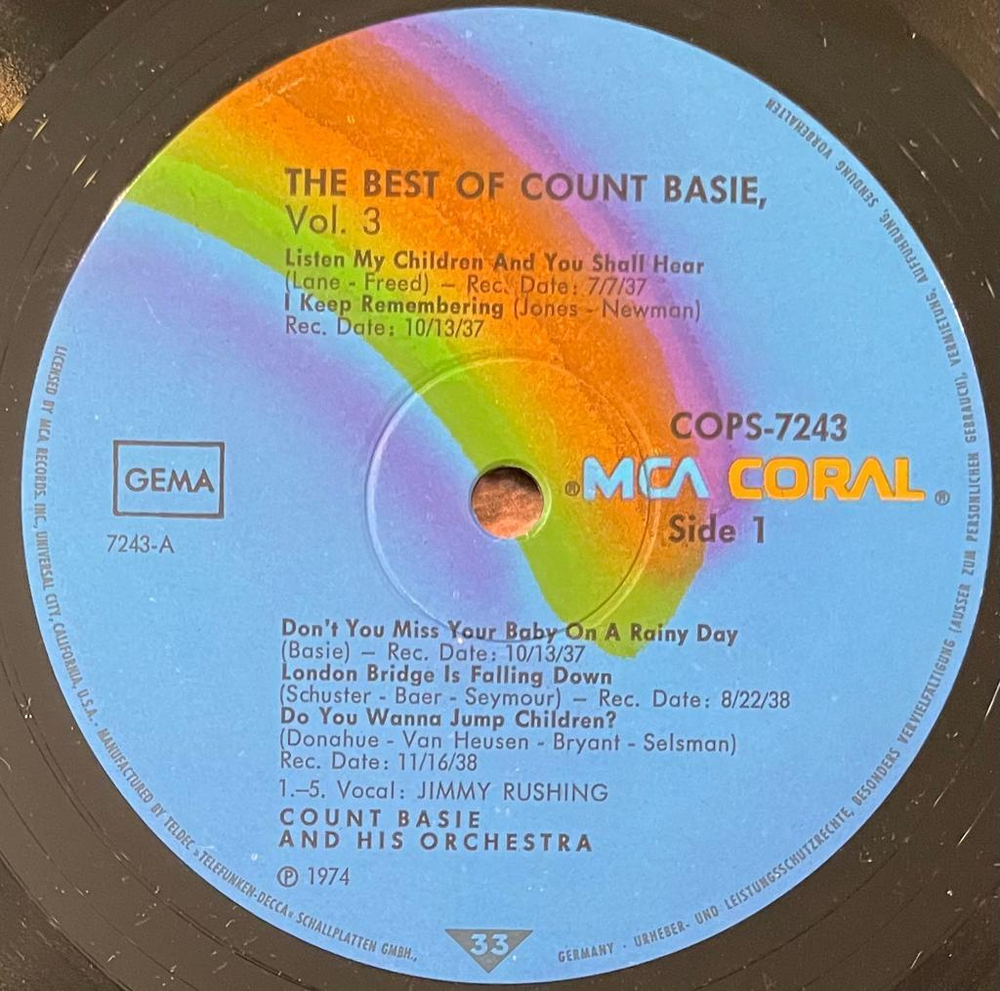 THE BEST OF COUNT BASIE,
Vol. 3
Listen My Children And You Shall Hear
(Lane - Freed) – Rec. Date: 7/7/37
I Keep Remembering (Jones - Newman)
Rec. Date: 10/13/37
COPS-7243
® MCA CORAL ®
Side 1
GEMA
7243-A
Don't You Miss Your Baby On A Rainy Day
(Basie) – Rec. Date: 10/13/37
London Bridge Is Falling Down
(Schuster - Baer - Seymour) – Rec. Date: 8/22/38
Do You Wanna Jump Children?
(Donahue - Van Heusen - Bryant - Selsman)
Rec. Date: 11/16/38
1.–5. Vocal: JIMMY RUSHING
COUNT BASIE
AND HIS ORCHESTRA
℗ 1974
33
LICENSED BY MCA RECORDS, INC., UNIVERSAL CITY, CALIFORNIA, U.S.A. · MANUFACTURED BY TELDEC »TELEFUNKEN-DECCA« SCHALLPLATTEN GMBH.,
GERMANY · URHEBER- UND LEISTUNGSSCHUTZRECHTE, BESONDERS VERVIELFÄLTIGUNG (AUSSER ZUM PERSÖNLICHEN GEBRAUCH), VERMIETUNG, AUFFÜHRUNG, SENDUNG VORBEHALTEN